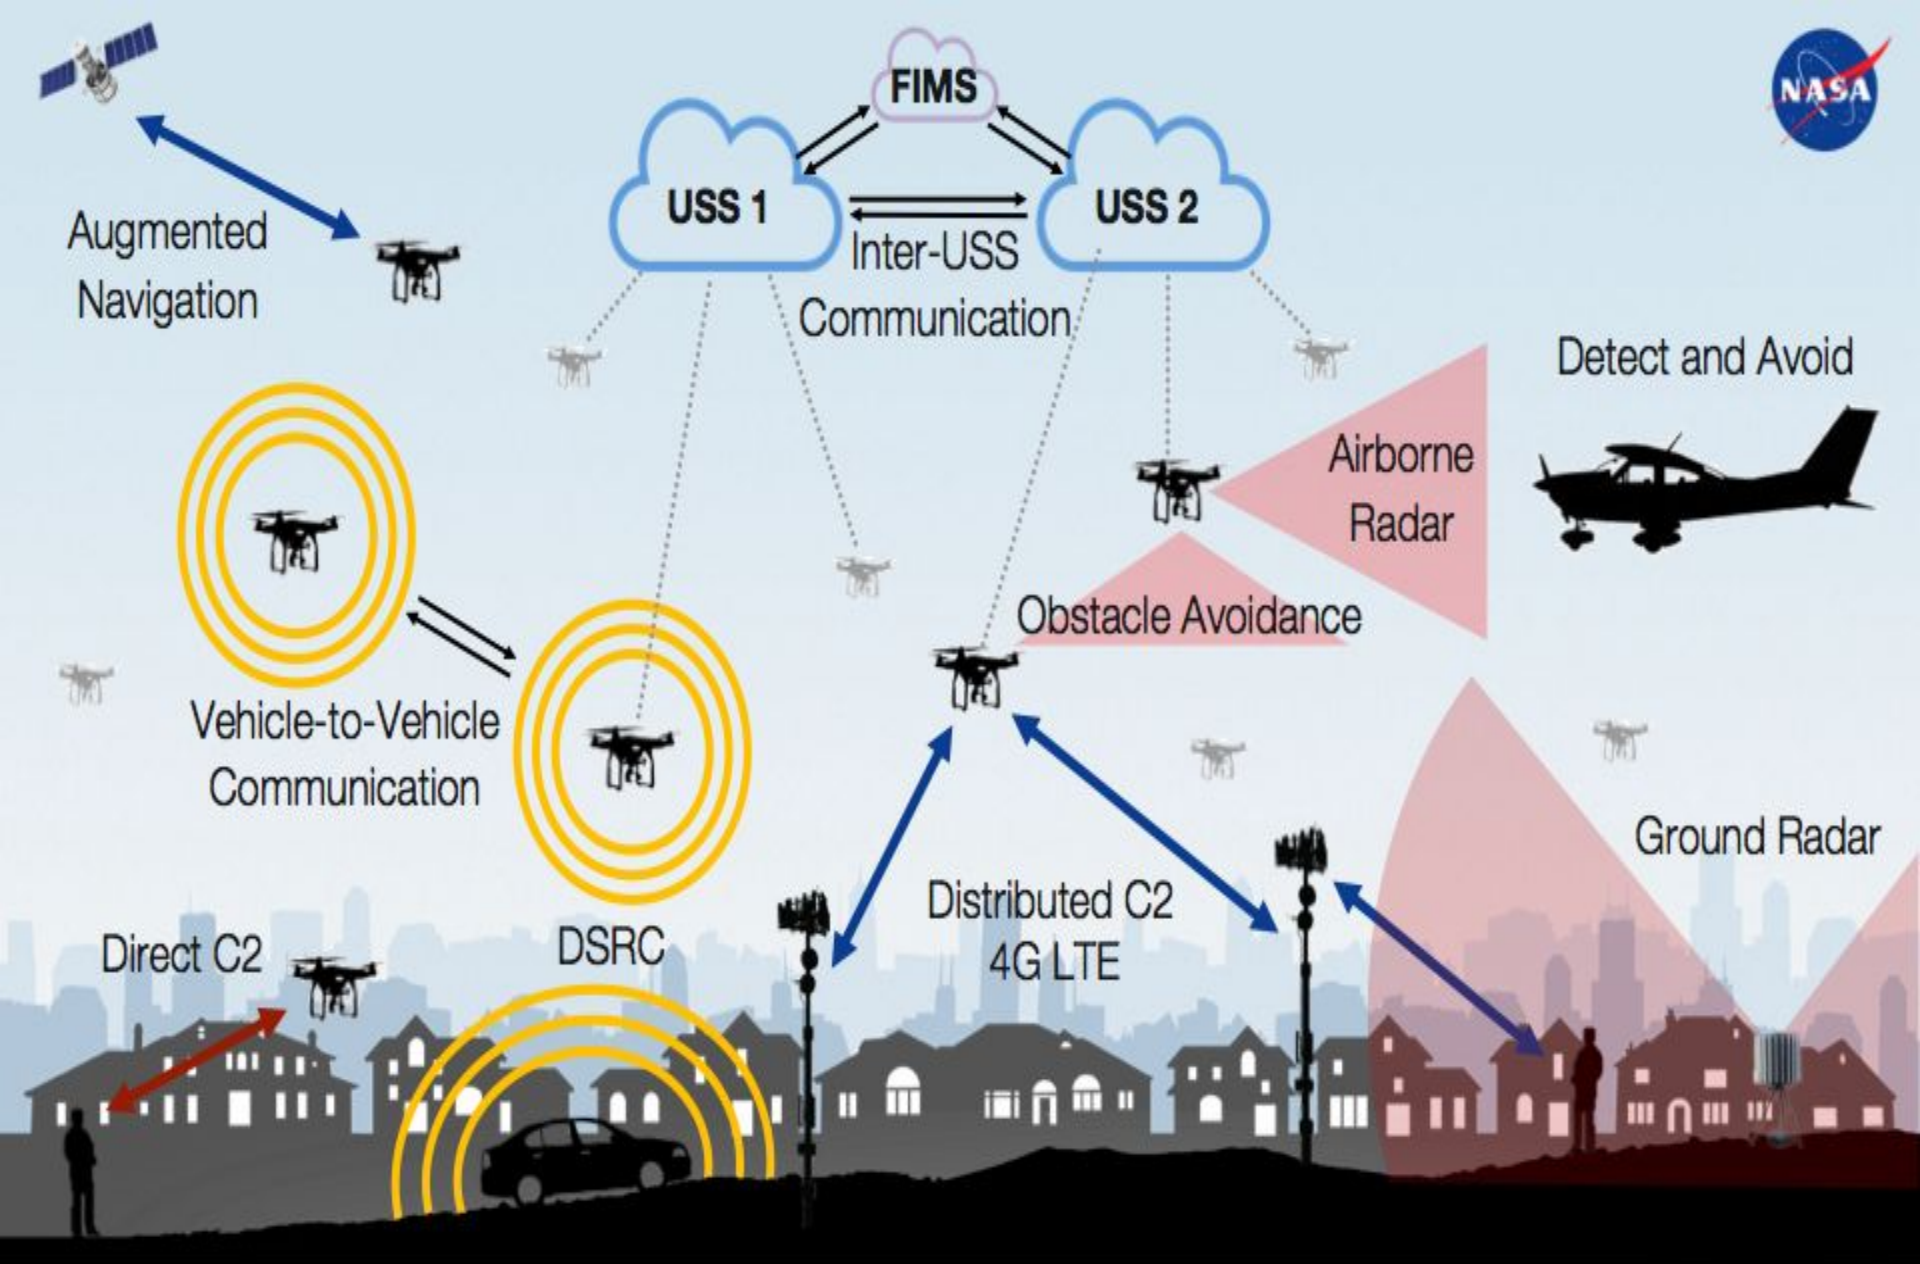 FIMS
NASA
USS 1
USS 2
Augmented
Navigation
Inter-USS
Communication
Detect and Avoid
Airborne
Radar
Obstacle Avoidance
Vehicle-to-Vehicle
Communication
Ground Radar
Distributed C2
4G LTE
Direct C2
DSRC